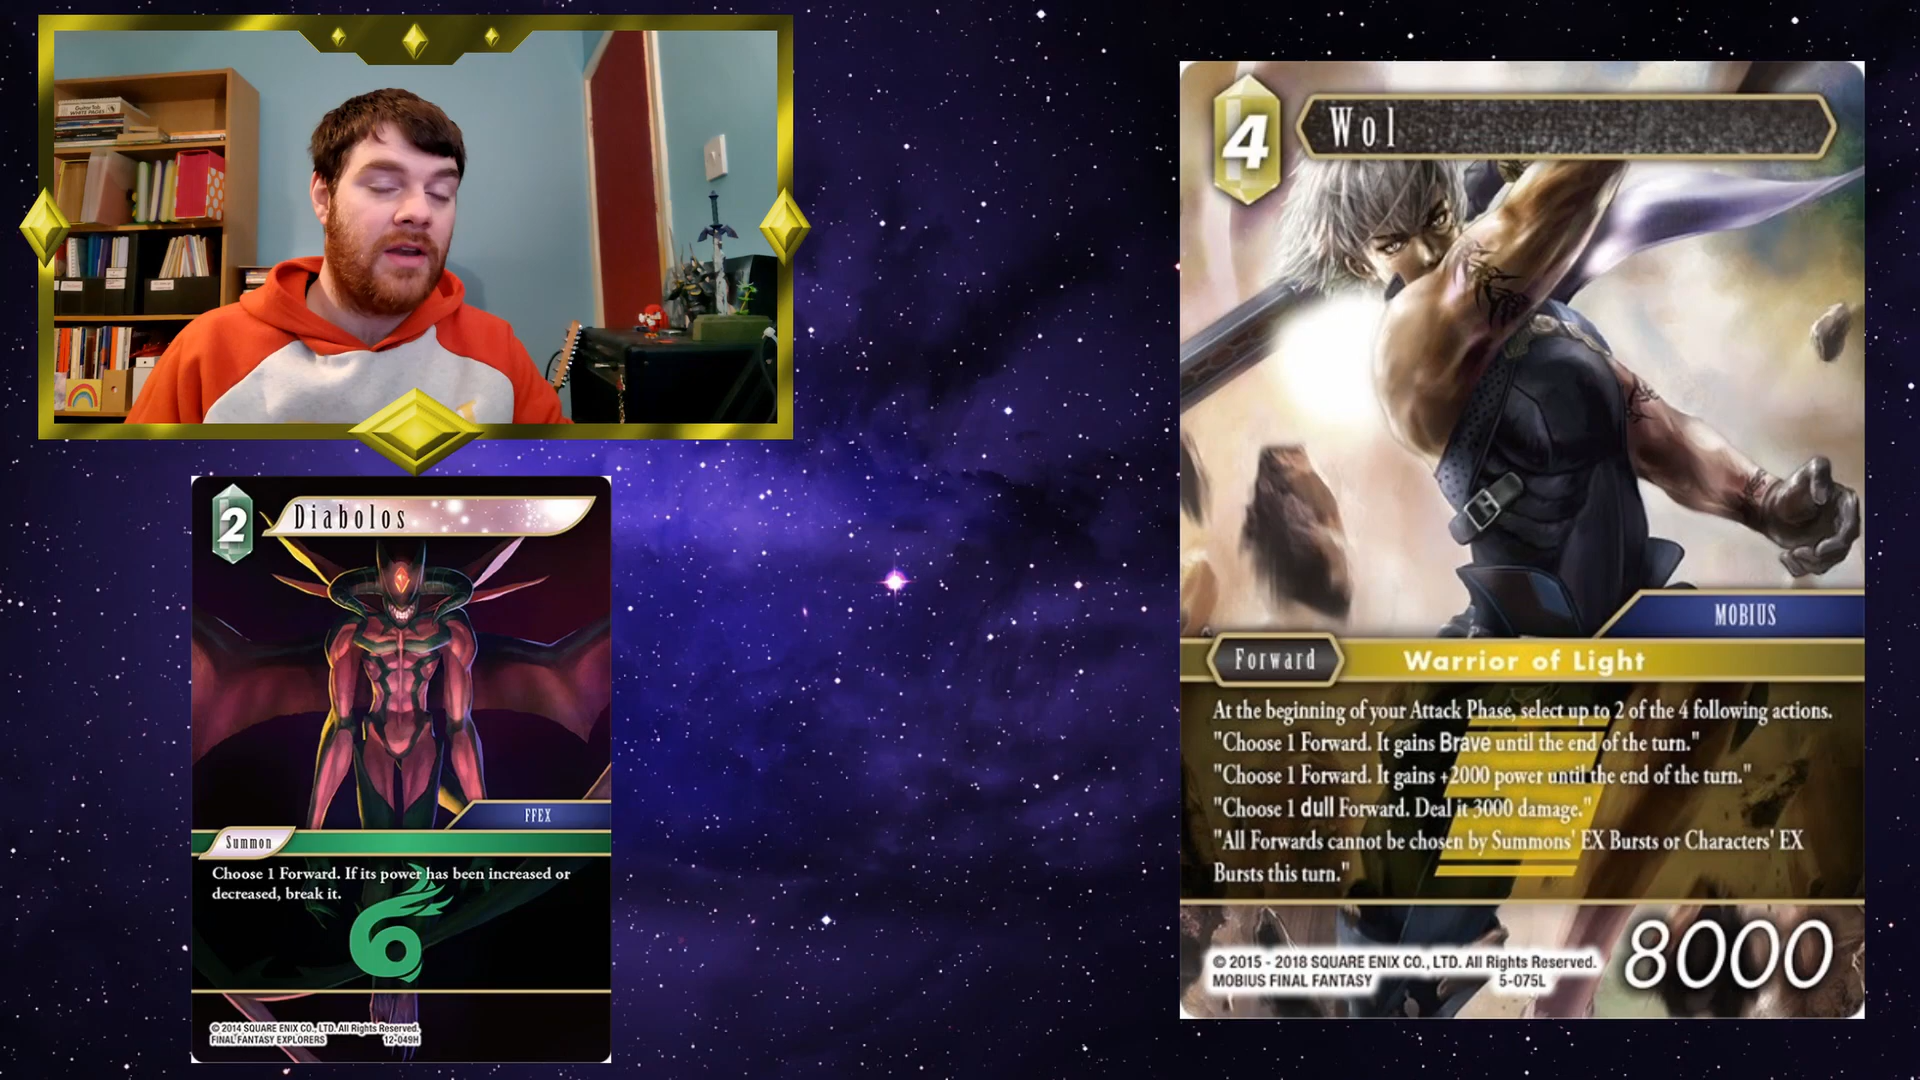 2
Diabolos
FFEX
Summon
Choose 1 Forward. If its power has been increased or
decreased, break it.
© 2014 SQUARE ENIX CO., LTD. All Rights Reserved.
FINAL FANTASY EXPLORERS 12-049H
4
Wol
MOBIUS
Forward Warrior of Light
At the beginning of your Attack Phase, select up to 2 of the 4 following actions.
"Choose 1 Forward. It gains Brave until the end of the turn."
"Choose 1 Forward. It gains +2000 power until the end of the turn."
"Choose 1 dull Forward. Deal it 3000 damage."
"All Forwards cannot be chosen by Summons' EX Bursts or Characters' EX
Bursts this turn."
8000
© 2015 - 2018 SQUARE ENIX CO., LTD. All Rights Reserved.
MOBIUS FINAL FANTASY 5-075L